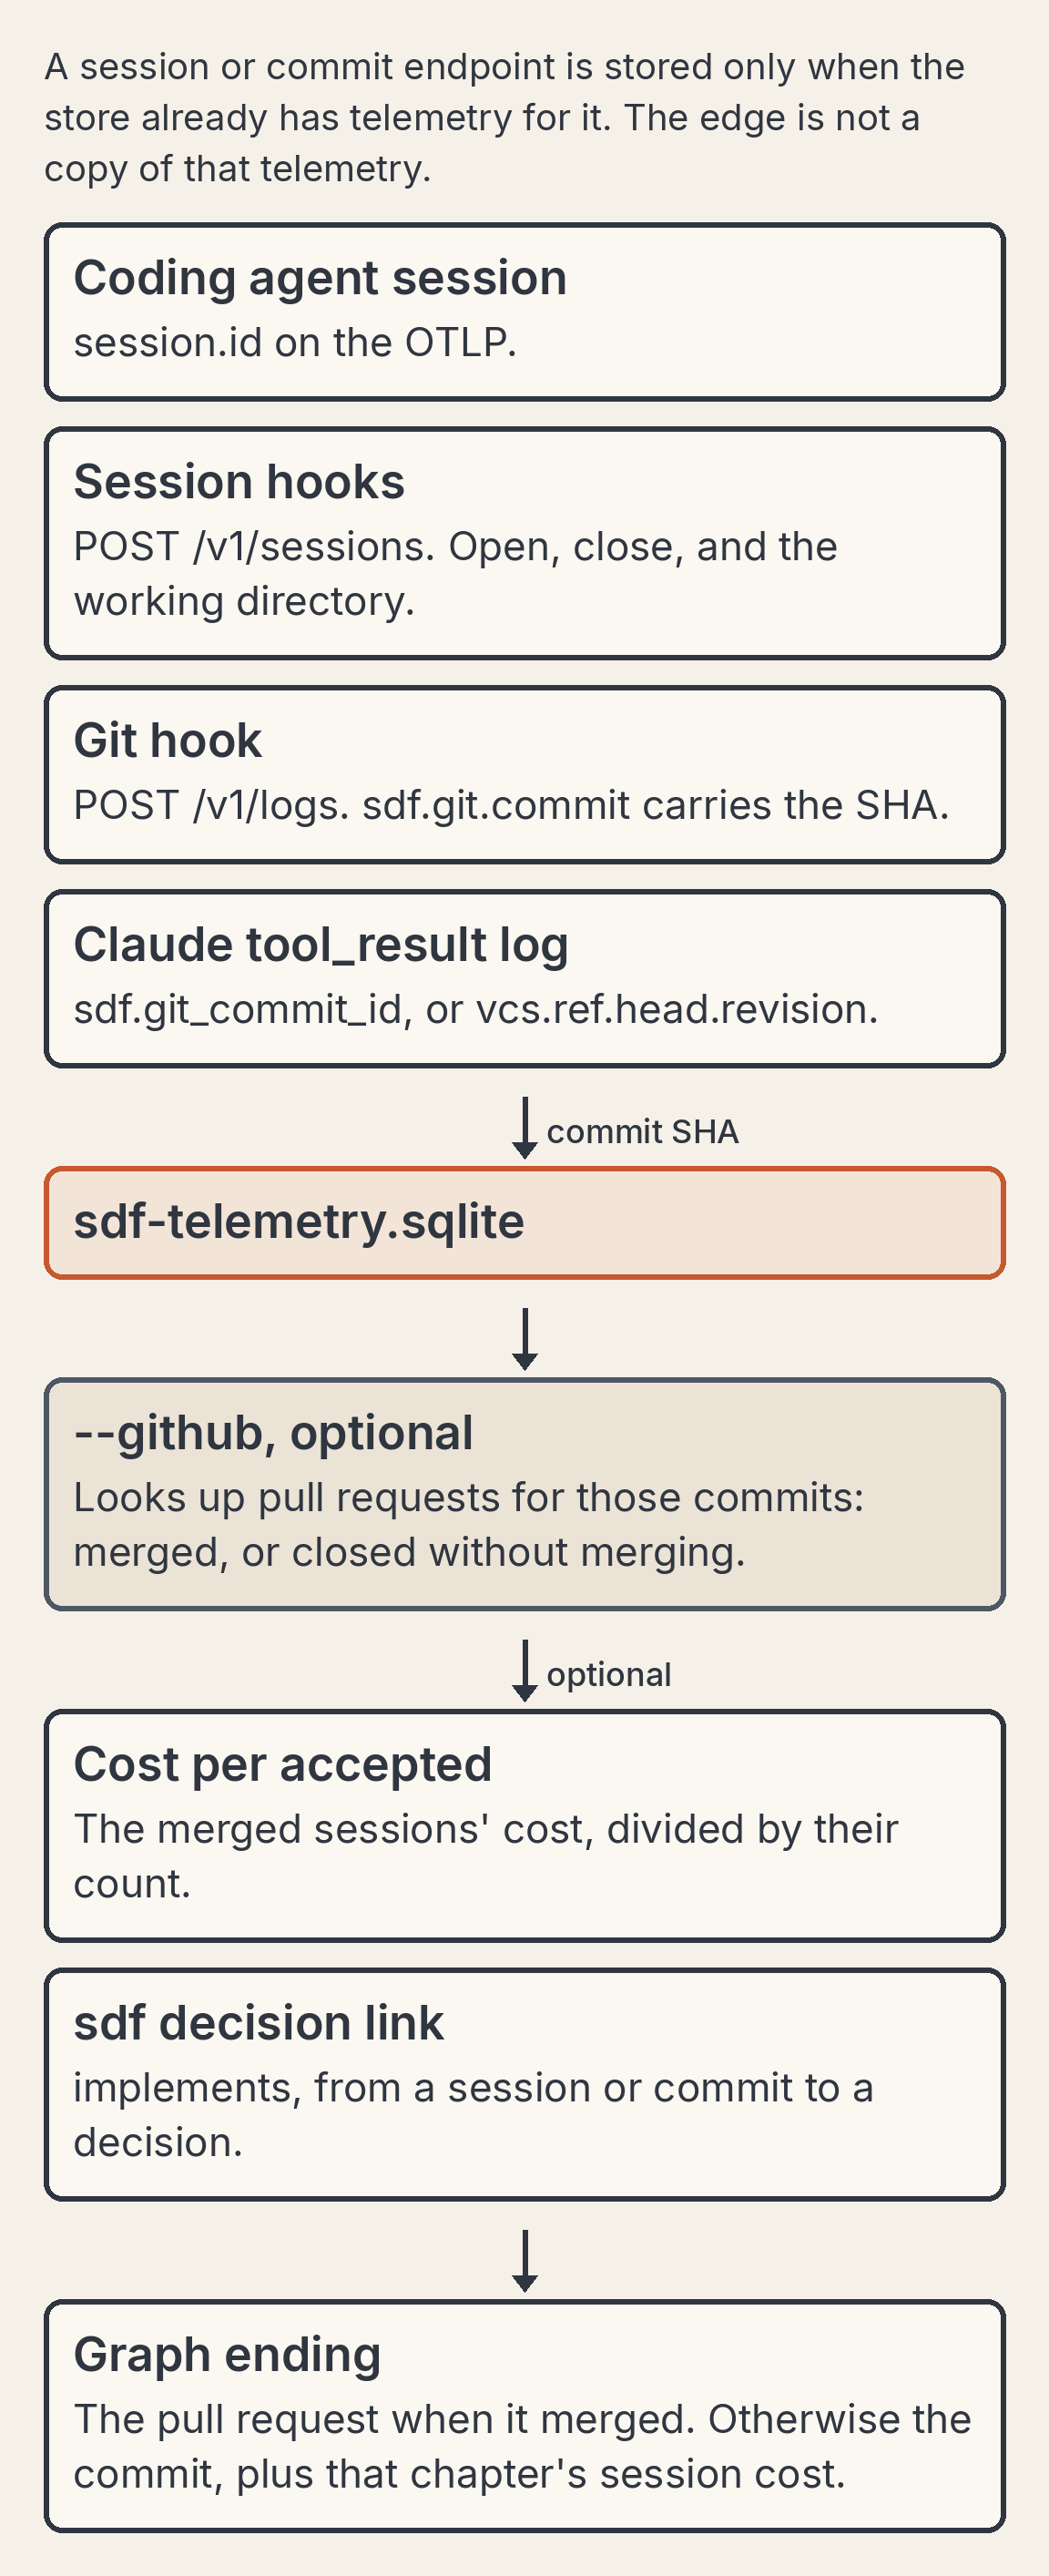 A session or commit endpoint is stored only when the
store already has telemetry for it. The edge is not a
copy of that telemetry.
Coding agent session
session.id on the OTLP.
Session hooks
POST /v1/sessions. Open, close, and the
working directory.
Git hook
POST /v1/logs. sdf.git.commit carries the SHA.
Claude tool_result log
sdf.git_commit_id, or vcs.ref.head.revision.
commit SHA
sdf-telemetry.sqlite
--github, optional
Looks up pull requests for those commits:
merged, or closed without merging.
optional
Cost per accepted
The merged sessions' cost, divided by their
count.
sdf decision link
implements, from a session or commit to a
decision.
Graph ending
The pull request when it merged. Otherwise the
commit, plus that chapter's session cost.